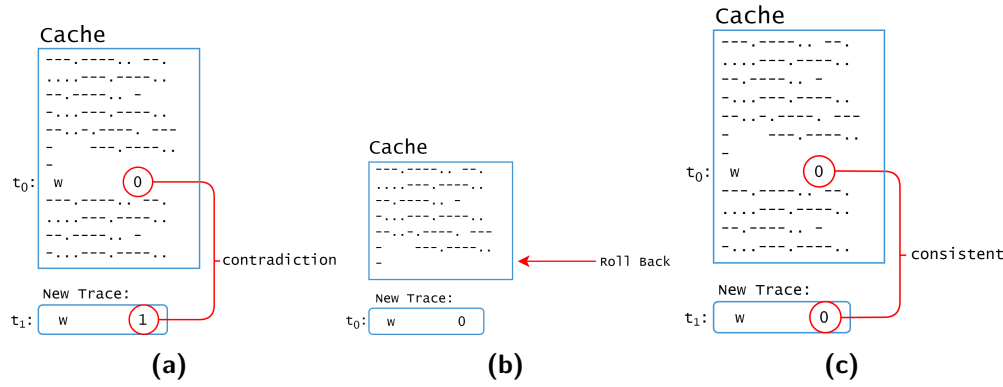 Cache
---.----.. --.
....----.----..
--.----.. -
-...----.----..
--..-.----. ---
-    ---.----..
-
t0: w 0
---.----.. --.
....----.----..
--.----.. -
-...----.----..
contradiction
New Trace:
t1: w 1
(a)
Cache
---.----.. --.
....----.----..
--.----.. -
-...----.----..
--..-.----. ---
-    ---.----..
-
Roll Back
New Trace:
t0: w 0
(b)
Cache
---.----.. --.
....----.----..
--.----.. -
-...----.----..
--..-.----. ---
-    ---.----..
-
t0: w 0
---.----.. --.
....----.----..
--.----.. -
-...----.----..
consistent
New Trace:
t1: w 0
(c)